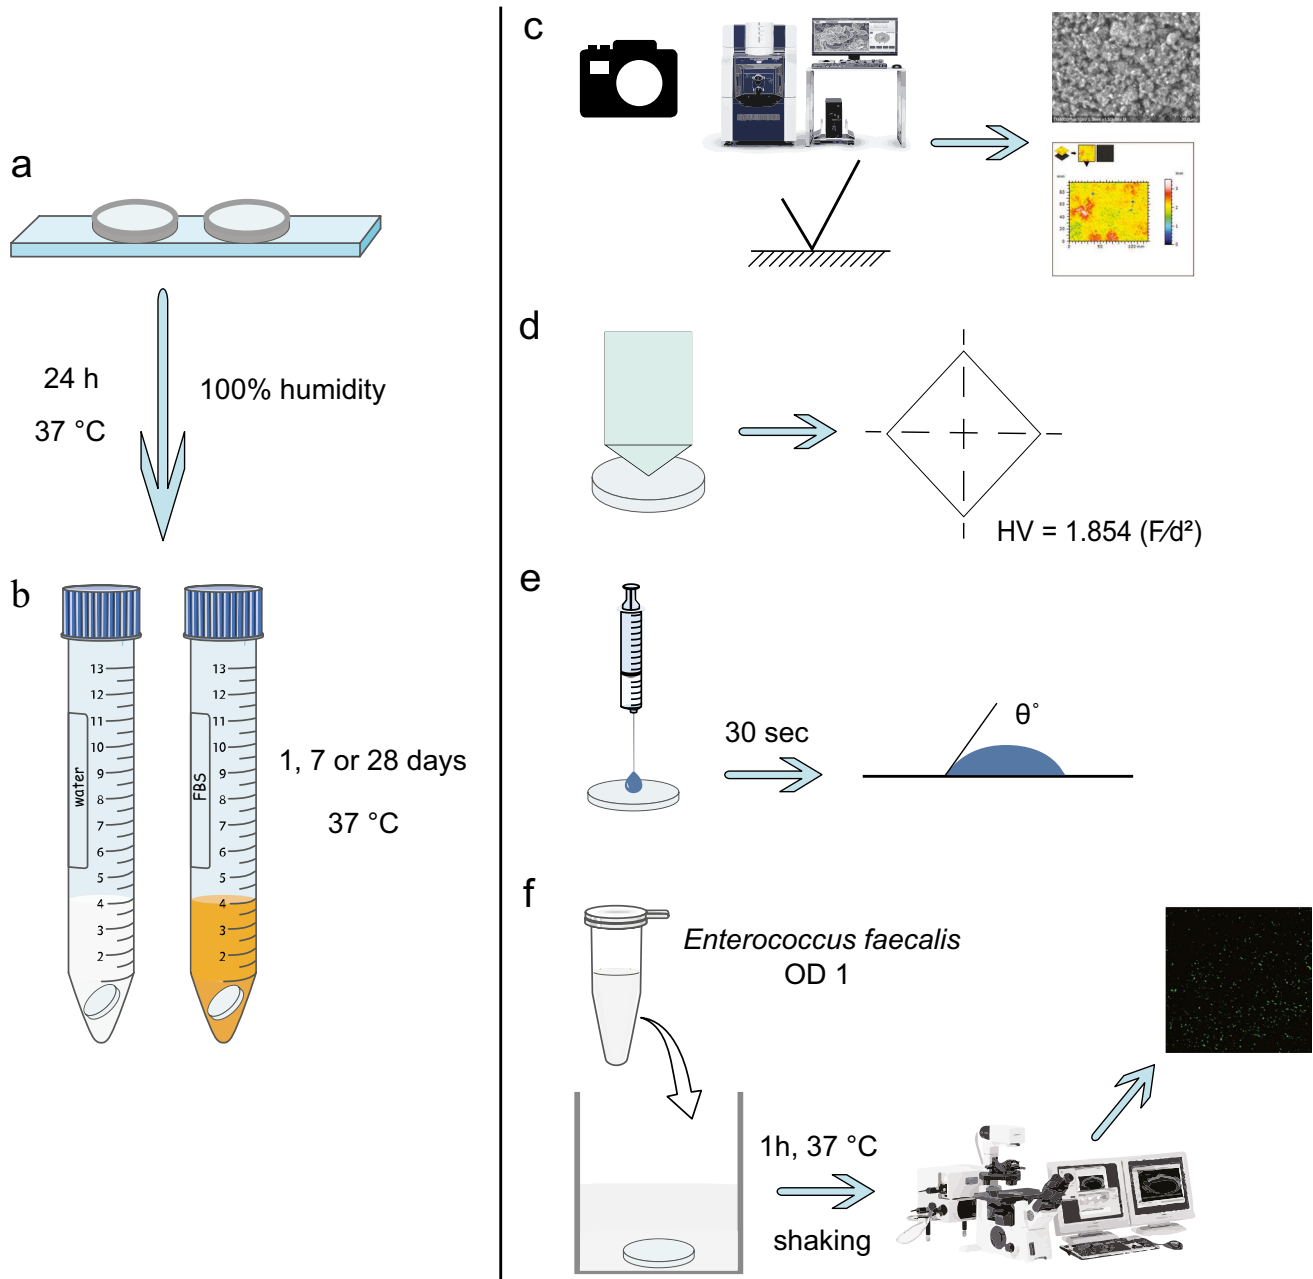 a
24 h
37 °C
100% humidity
b
13
12
11
10
9
8
7
6
5
4
3
2
water
13
12
11
10
9
8
7
6
5
4
3
2
FBS
1, 7 or 28 days
37 °C
c
d
HV = 1.854 (F/d²)
e
30 sec
θ°
f
Enterococcus faecalis
OD 1
1h, 37 °C
shaking